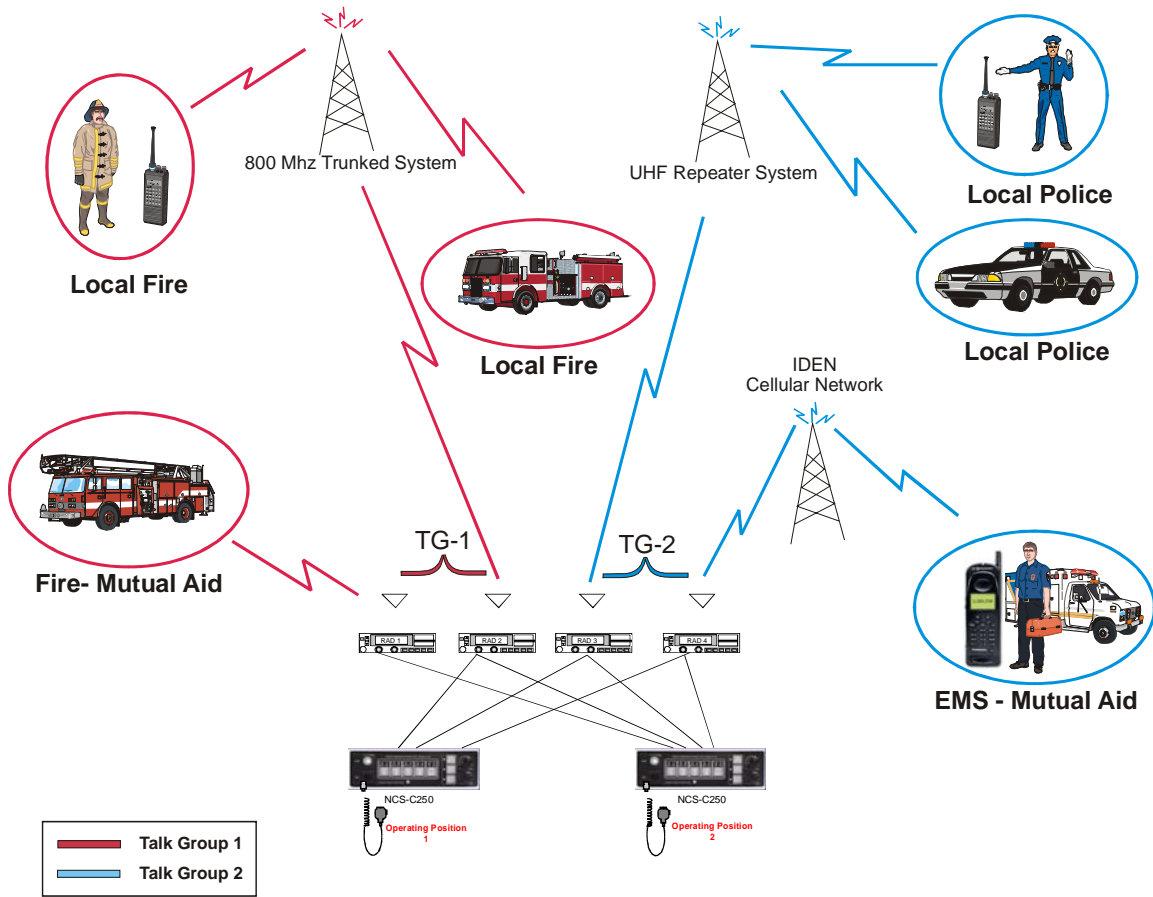 800 Mhz Trunked System
UHF Repeater System
Local Police
Local Fire
Local Fire
Local Police
IDEN
Cellular Network
TG-1
TG-2
Fire- Mutual Aid
RAD 1
RAD 2
RAD 3
RAD 4
EMS - Mutual Aid
NCS-C250
NCS-C250
Operating Position
1
Operating Position
2
Talk Group 1
Talk Group 2